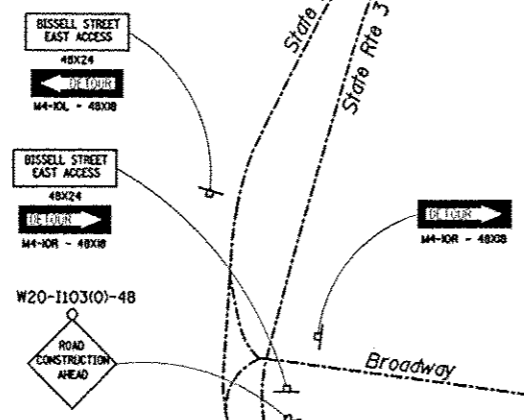 BISSELL STREET
EAST ACCESS
48X24
DETOUR
M4-10L - 48X18
BISSELL STREET
EAST ACCESS
48X24
DETOUR
M4-10R - 48X18
W20-I103(O)-48
ROAD
CONSTRUCTION
AHEAD
State
State Rte 3
DETOUR
M4-10R - 48X18
Broadway